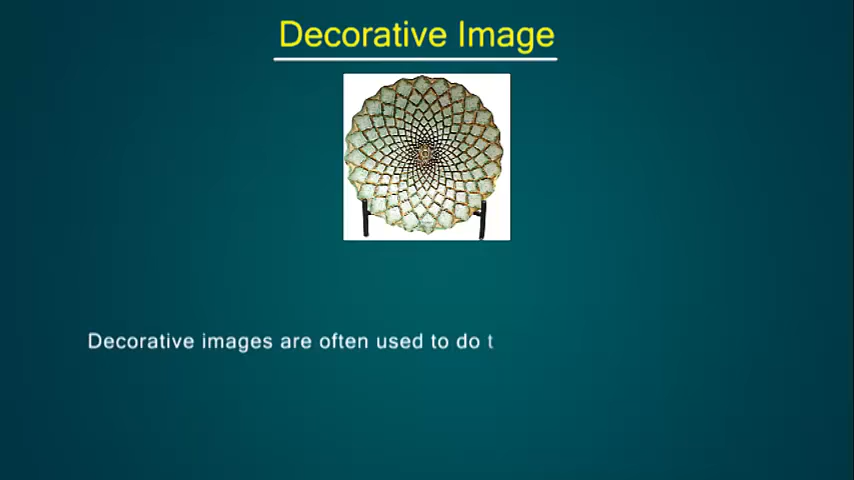 Decorative Image
Decorative images are often used to do t